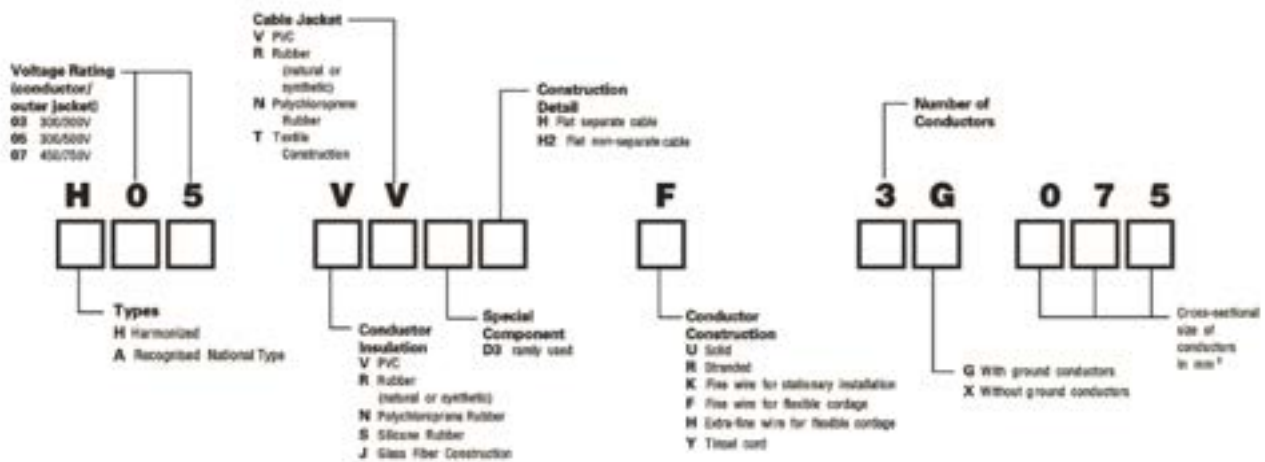 Cable Jacket
V PVC
R Rubber
(natural or
synthetic)
N Polychloroprene
Rubber
T Textile
Construction
Voltage Rating
(conductor/
outer jacket)
03 300/300V
05 300/500V
07 450/750V
Construction
Detail
H Flat separate cable
H2 Flat non-separate cable
Number of
Conductors
H 0 5 V V F 3 G 0 7 5
Types
H Harmonized
A Recognised National Type
Conductor
Insulation
V PVC
R Rubber
(natural or synthetic)
N Polychloroprene Rubber
S Silicone Rubber
J Glass Fiber Construction
Special
Component
D3 rarely used
Conductor
Construction
U Solid
R Stranded
K Fine wire for stationary installation
F Fine wire for flexible cordage
H Extra-fine wire for flexible cordage
Y Tinsel cord
G With ground conductors
X Without ground conductors
Cross-sectional
size of
conductors
in mm²